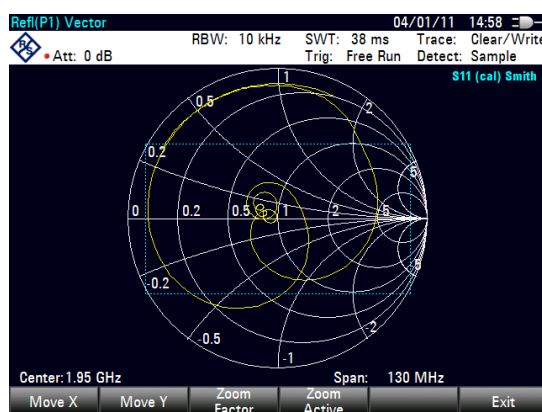 Refl(P1) Vector 04/01/11 14:58
Att: 0 dB RBW: 10 kHz SWT: 38 ms Trace: Clear/Write
Trig: Free Run Detect: Sample
S11 (cal) Smith
1
0.5 2
0.2 5
0 0.2 0.5 1 2 5
-0.2 -5
-0.5 -2
-1
Center: 1.95 GHz Span: 130 MHz
Move X Move Y Zoom Factor Zoom Active Exit